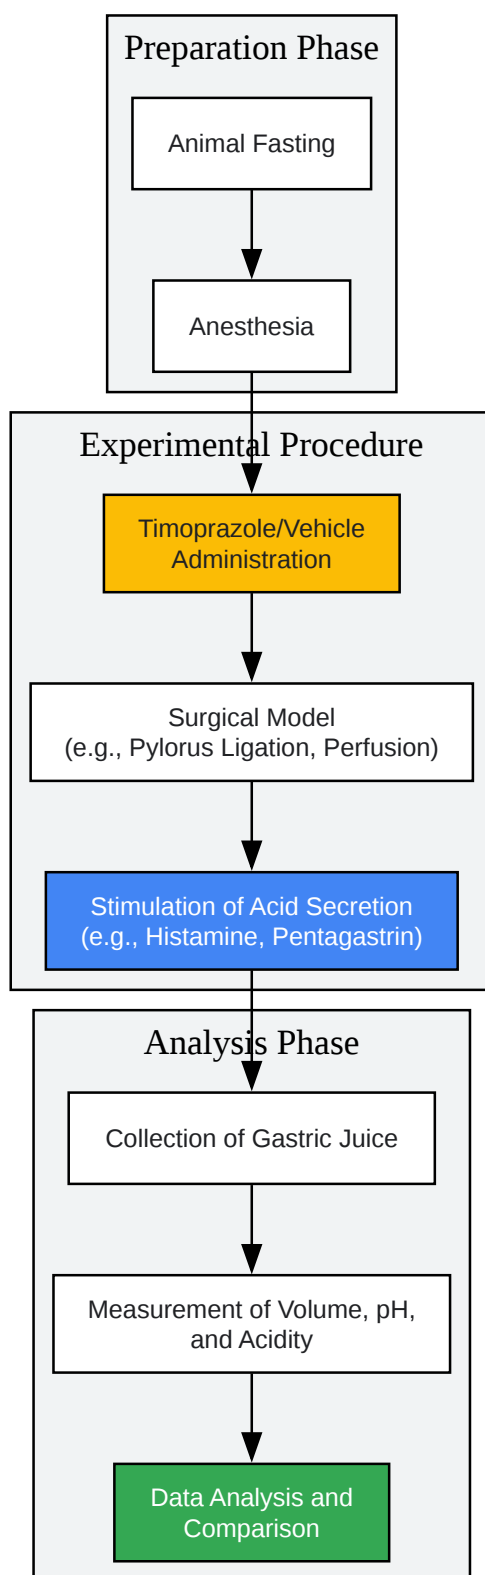 Preparation Phase
Animal Fasting
Anesthesia
Experimental Procedure
Timoprazole/Vehicle
Administration
Surgical Model
(e.g., Pylorus Ligation, Perfusion)
Stimulation of Acid Secretion
(e.g., Histamine, Pentagastrin)
Analysis Phase
Collection of Gastric Juice
Measurement of Volume, pH,
and Acidity
Data Analysis and
Comparison